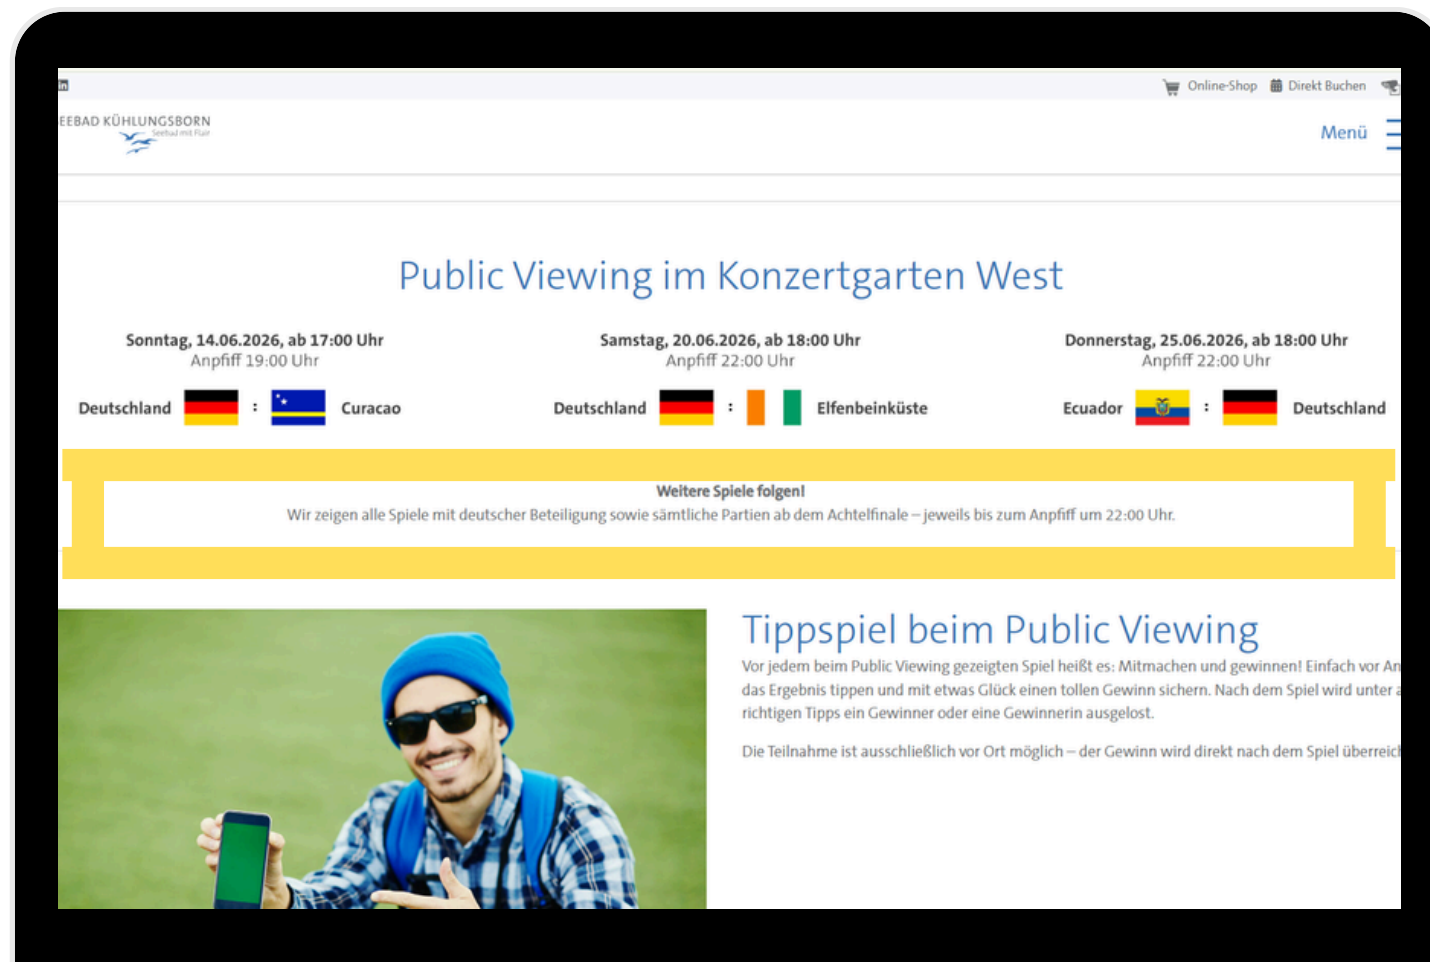 in
Online-Shop Direkt Buchen
EEBAD KÜHLUNGSBORN
Seebad mit Flair
Menü
Public Viewing im Konzertgarten West
Sonntag, 14.06.2026, ab 17:00 Uhr
Anpfiff 19:00 Uhr
Deutschland : Curacao
Samstag, 20.06.2026, ab 18:00 Uhr
Anpfiff 22:00 Uhr
Deutschland : Elfenbeinküste
Donnerstag, 25.06.2026, ab 18:00 Uhr
Anpfiff 22:00 Uhr
Ecuador : Deutschland
Weitere Spiele folgen!
Wir zeigen alle Spiele mit deutscher Beteiligung sowie sämtliche Partien ab dem Achtelfinale – jeweils bis zum Anpfiff um 22:00 Uhr.
Tippspiel beim Public Viewing
Vor jedem beim Public Viewing gezeigten Spiel heißt es: Mitmachen und gewinnen! Einfach vor An
das Ergebnis tippen und mit etwas Glück einen tollen Gewinn sichern. Nach dem Spiel wird unter a
richtigen Tipps ein Gewinner oder eine Gewinnerin ausgelost.
Die Teilnahme ist ausschließlich vor Ort möglich – der Gewinn wird direkt nach dem Spiel überreich